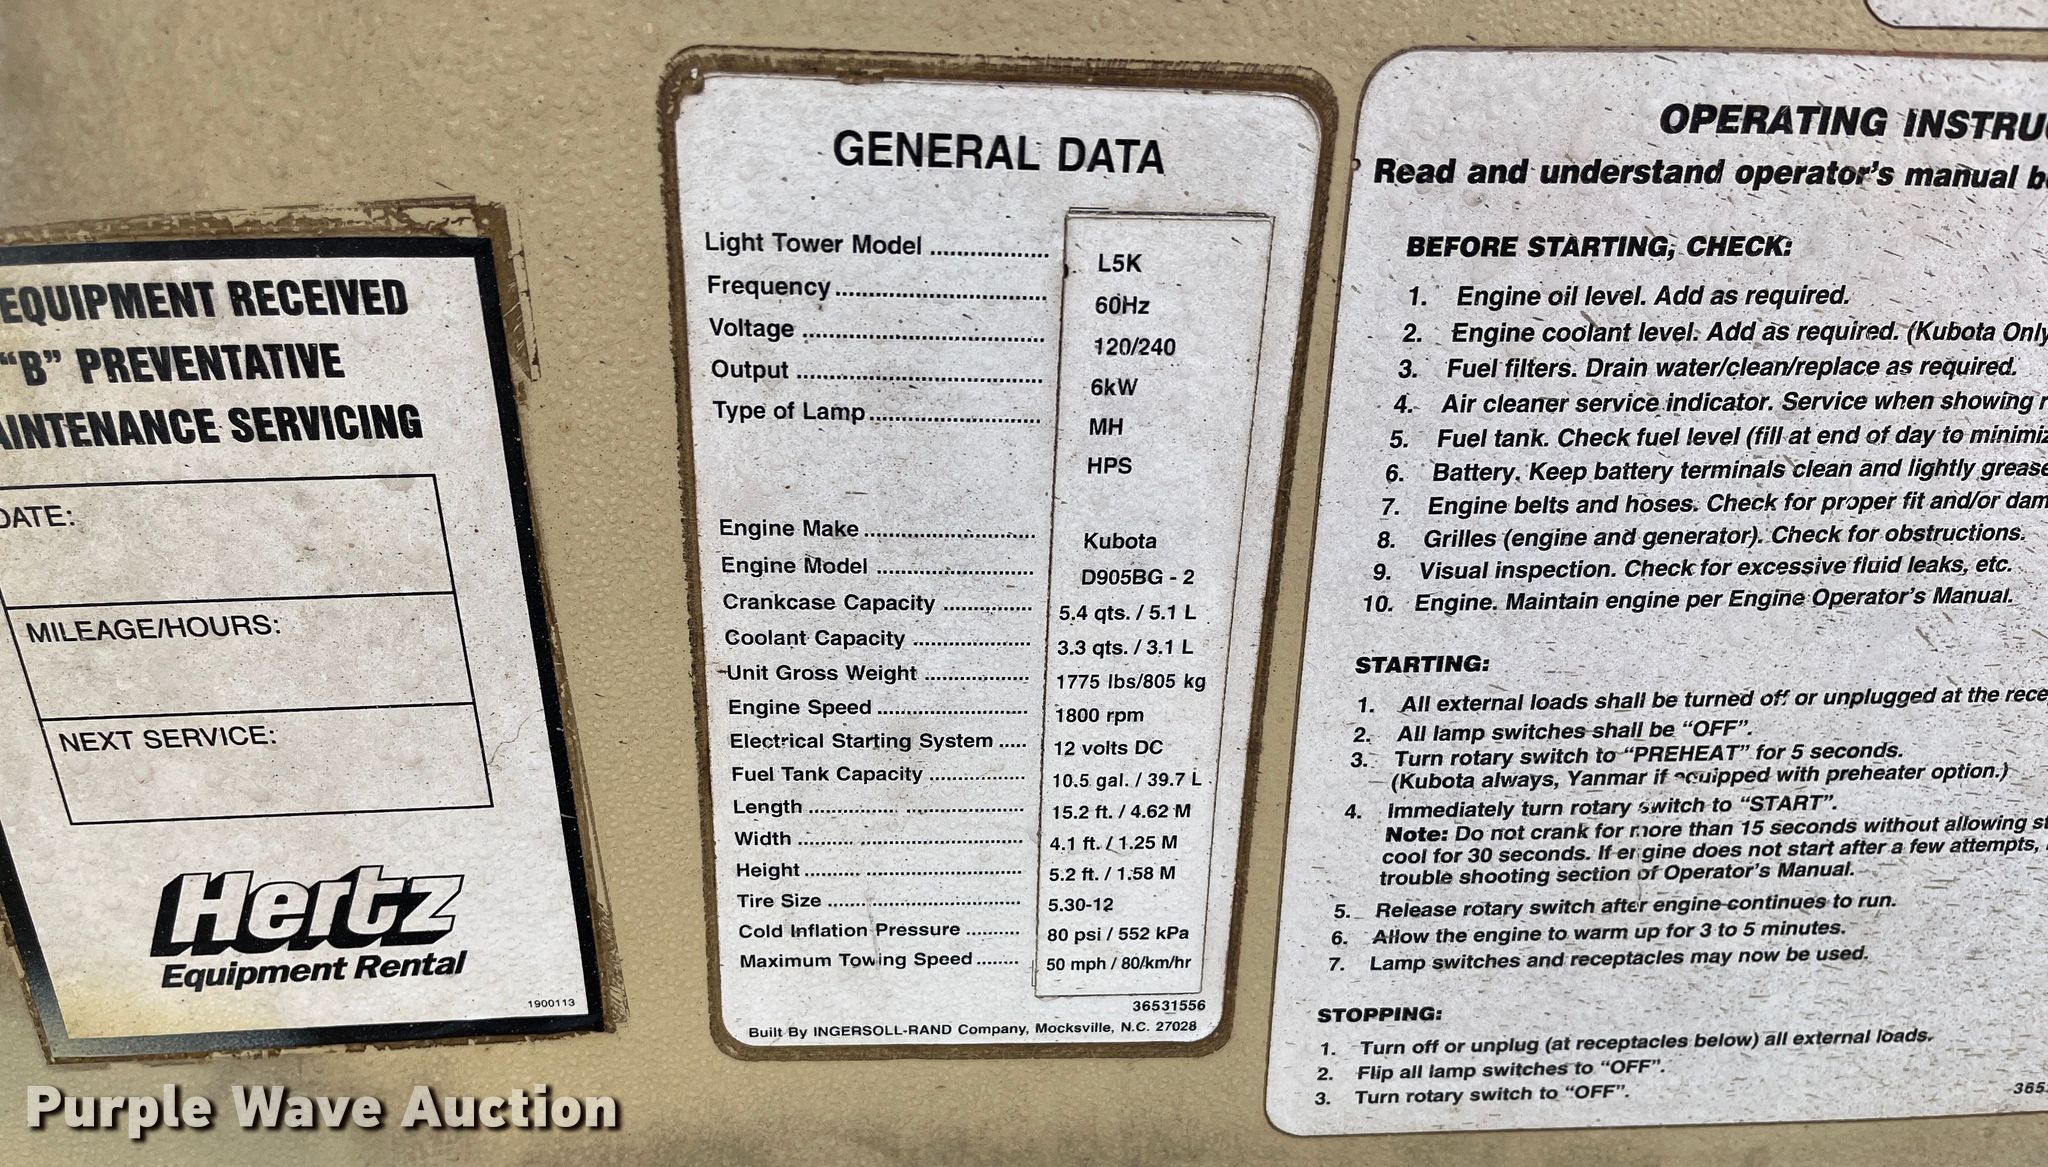 EQUIPMENT RECEIVED
"B" PREVENTATIVE
MAINTENANCE SERVICING
DATE:
MILEAGE/HOURS:
NEXT SERVICE:
Hertz
Equipment Rental
1900113
GENERAL DATA
Light Tower Model .................... L5K
Frequency .................... 60Hz
Voltage .................... 120/240
Output .................... 6kW
Type of Lamp .................... MH
HPS
Engine Make .................... Kubota
Engine Model .................... D905BG - 2
Crankcase Capacity ............... 5.4 qts. / 5.1 L
Coolant Capacity .................... 3.3 qts. / 3.1 L
Unit Gross Weight .................. 1775 lbs/805 kg
Engine Speed .................... 1800 rpm
Electrical Starting System ..... 12 volts DC
Fuel Tank Capacity ................. 10.5 gal. / 39.7 L
Length .................... 15.2 ft. / 4.62 M
Width .................... 4.1 ft. / 1.25 M
Height .................... 5.2 ft. / 1.58 M
Tire Size .................... 5.30-12
Cold Inflation Pressure .......... 80 psi / 552 kPa
Maximum Towing Speed ........ 50 mph / 80/km/hr
36531556
Built By INGERSOLL-RAND Company, Mocksville, N.C. 27028
OPERATING INSTRU
Read and understand operator's manual
BEFORE STARTING, CHECK:
1. Engine oil level. Add as required.
2. Engine coolant level. Add as required. (Kubota Only
3. Fuel filters. Drain water/clean/replace as required.
4. Air cleaner service indicator. Service when showing
5. Fuel tank. Check fuel level (fill at end of day to minimiz
6. Battery. Keep battery terminals clean and lightly grease
7. Engine belts and hoses. Check for proper fit and/or dam
8. Grilles (engine and generator). Check for obstructions.
9. Visual inspection. Check for excessive fluid leaks, etc.
10. Engine. Maintain engine per Engine Operator's Manual.
STARTING:
1. All external loads shall be turned off or unplugged at the rece
2. All lamp switches shall be "OFF".
3. Turn rotary switch to "PREHEAT" for 5 seconds.
(Kubota always, Yanmar if equipped with preheater option.)
4. Immediately turn rotary switch to "START".
Note: Do not crank for more than 15 seconds without allowing st
cool for 30 seconds. If engine does not start after a few attempts,
trouble shooting section of Operator's Manual.
5. Release rotary switch after engine continues to run.
6. Allow the engine to warm up for 3 to 5 minutes.
7. Lamp switches and receptacles may now be used.
STOPPING:
1. Turn off or unplug (at receptacles below) all external loads.
2. Flip all lamp switches to "OFF".
3. Turn rotary switch to "OFF".
365
Purple Wave Auction